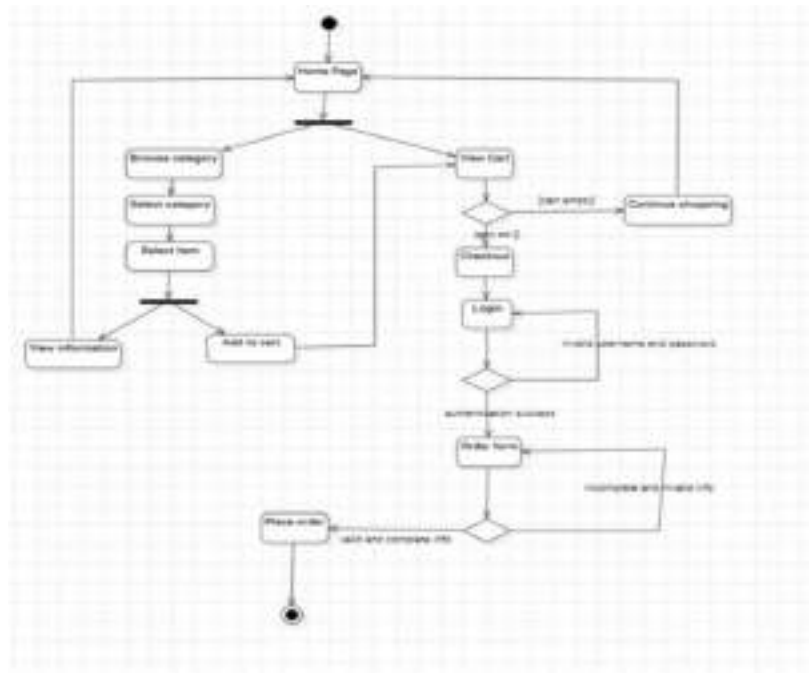 Home Page
Browse category
View Cart
Select category
[cart empty]
Continue shopping
Select item
Checkout
Login
View information
Add to cart
invalid username and password
authentication success
Order form
incomplete and invalid info
Place order
valid and complete info